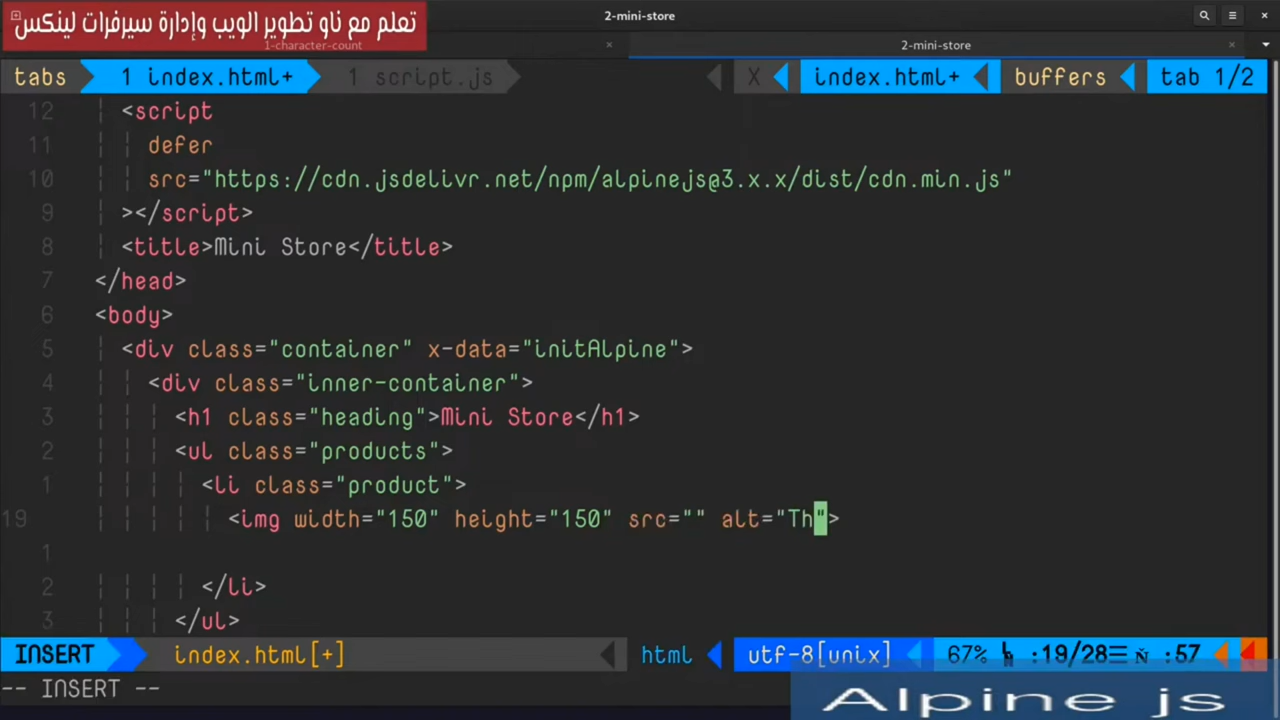 تعلم مع ناو تطوير الويب وإدارة سيرفرات لينكس
2-mini-store
1-character-count
×
2-mini-store
×
tabs 1 index.html+ 1 script.js X index.html+ buffers tab 1/2
12 <script
11 defer
10 src="https://cdn.jsdelivr.net/npm/alpinejs@3.x.x/dist/cdn.min.js"
9 ></script>
8 <title>Mini Store</title>
7 </head>
6 <body>
5 <div class="container" x-data="initAlpine">
4 <div class="inner-container">
3 <h1 class="heading">Mini Store</h1>
2 <ul class="products">
1 <li class="product">
19 <img width="150" height="150" src="" alt="Th">
1
2 </li>
3 </ul>
INSERT index.html[+] html utf-8[unix] 67% :19/28 :57
-- INSERT --
Alpine js